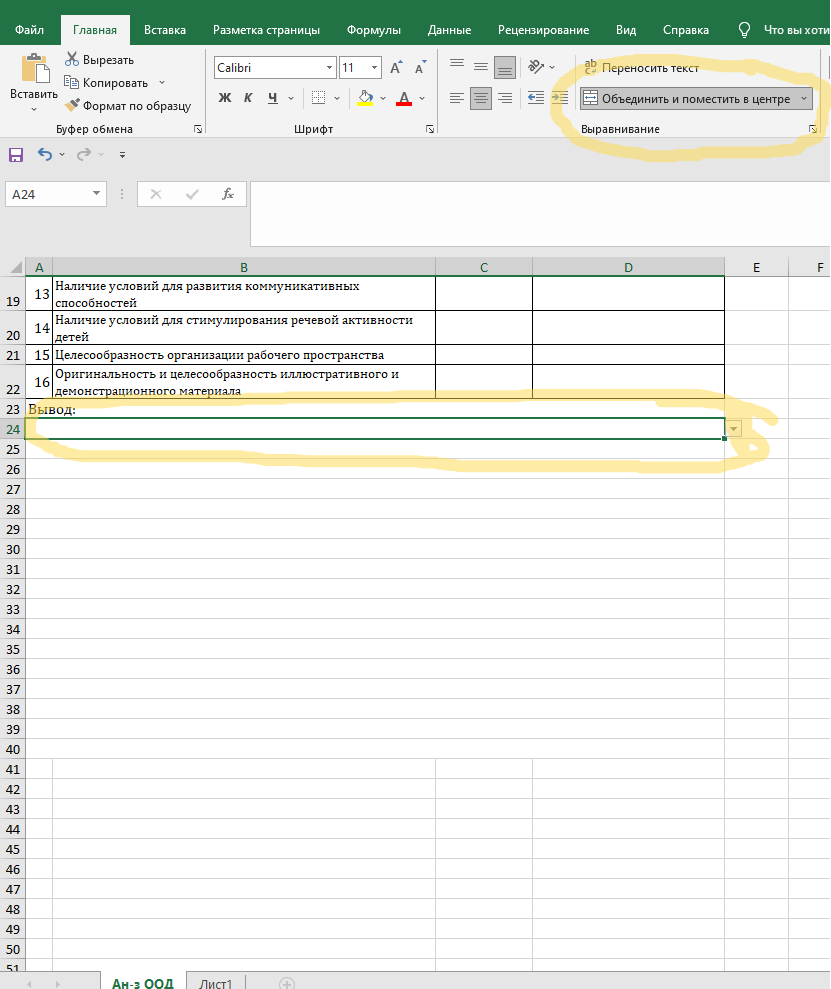 Файл Главная Вставка Разметка страницы Формулы Данные Рецензирование Вид Справка Что вы хоти
Вставить
Вырезать
Копировать
Формат по образцу
Буфер обмена
Calibri 11
Ж К Ч
Шрифт
ab Переносить текст
Объединить и поместить в центре
Выравнивание
A24 fx
A B C D E F
19 13 Наличие условий для развития коммуникативных
способностей
20 14 Наличие условий для стимулирования речевой активности
детей
21 15 Целесообразность организации рабочего пространства
22 16 Оригинальность и целесообразность иллюстративного и
демонстрационного материала
23 Вывод:
24
25
26
27
28
29
30
31
32
33
34
35
36
37
38
39
40
41
42
43
44
45
46
47
48
49
50
51
Ан-з ООД Лист1